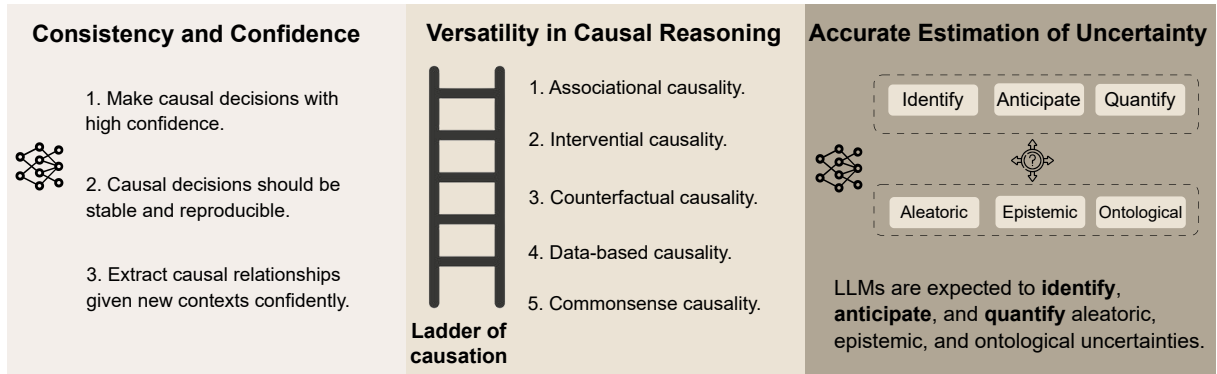 Consistency and Confidence
1. Make causal decisions with
high confidence.
2. Causal decisions should be
stable and reproducible.
3. Extract causal relationships
given new contexts confidently.
Versatility in Causal Reasoning
1. Associational causality.
2. Intervential causality.
3. Counterfactual causality.
4. Data-based causality.
5. Commonsense causality.
Ladder of
causation
Accurate Estimation of Uncertainty
Identify Anticipate Quantify
?
Aleatoric Epistemic Ontological
LLMs are expected to identify,
anticipate, and quantify aleatoric,
epistemic, and ontological uncertainties.